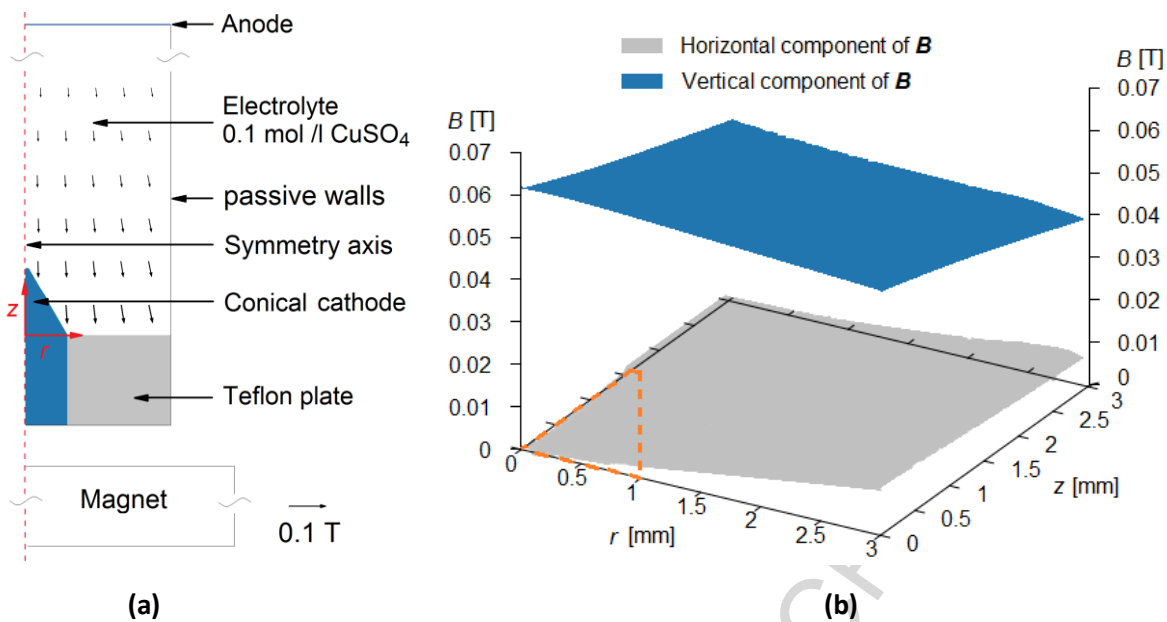 Anode
Electrolyte
0.1 mol /l CuSO4
passive walls
Symmetry axis
Conical cathode
z
r
Teflon plate
Magnet
0.1 T
(a)
Horizontal component of B
Vertical component of B
B [T]
0.07
0.06
0.05
0.04
0.03
0.02
0.01
0
B [T]
0.07
0.06
0.05
0.04
0.03
0.02
0.01
0
0
0.5
1
1.5
2
2.5
3
r [mm]
0
0.5
1
1.5
2
2.5
3
z [mm]
(b)